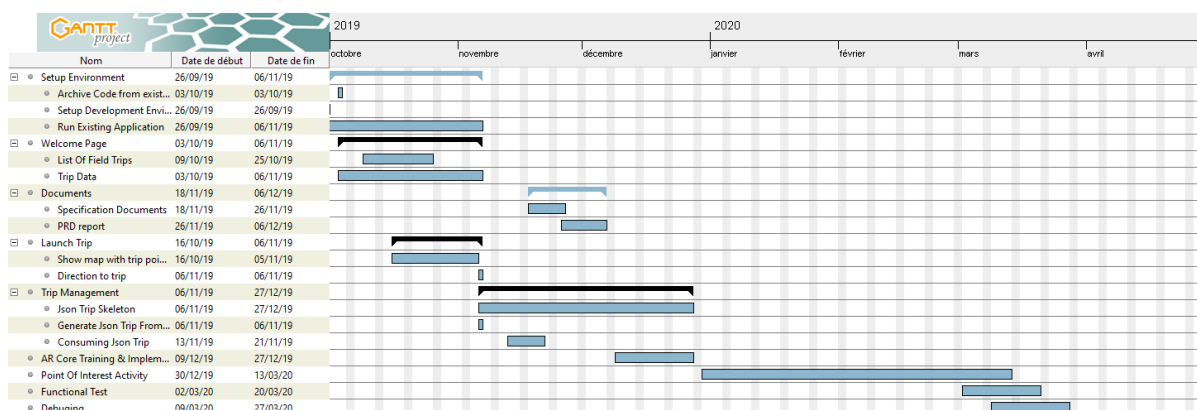 GANTT project
2019 2020
octobre novembre décembre janvier février mars avril
Nom Date de début Date de fin
Setup Environment 26/09/19 06/11/19
Archive Code from exist... 03/10/19 03/10/19
Setup Development Envi... 26/09/19 26/09/19
Run Existing Application 26/09/19 06/11/19
Welcome Page 03/10/19 06/11/19
List Of Field Trips 09/10/19 25/10/19
Trip Data 03/10/19 06/11/19
Documents 18/11/19 06/12/19
Specification Documents 18/11/19 26/11/19
PRD report 26/11/19 06/12/19
Launch Trip 16/10/19 06/11/19
Show map with trip poi... 16/10/19 05/11/19
Direction to trip 06/11/19 06/11/19
Trip Management 06/11/19 27/12/19
Json Trip Skeleton 06/11/19 27/12/19
Generate Json Trip From... 06/11/19 06/11/19
Consuming Json Trip 13/11/19 21/11/19
AR Core Training & Implem... 09/12/19 27/12/19
Point Of Interest Activity 30/12/19 13/03/20
Functional Test 02/03/20 20/03/20
Debuging 09/03/20 27/03/20